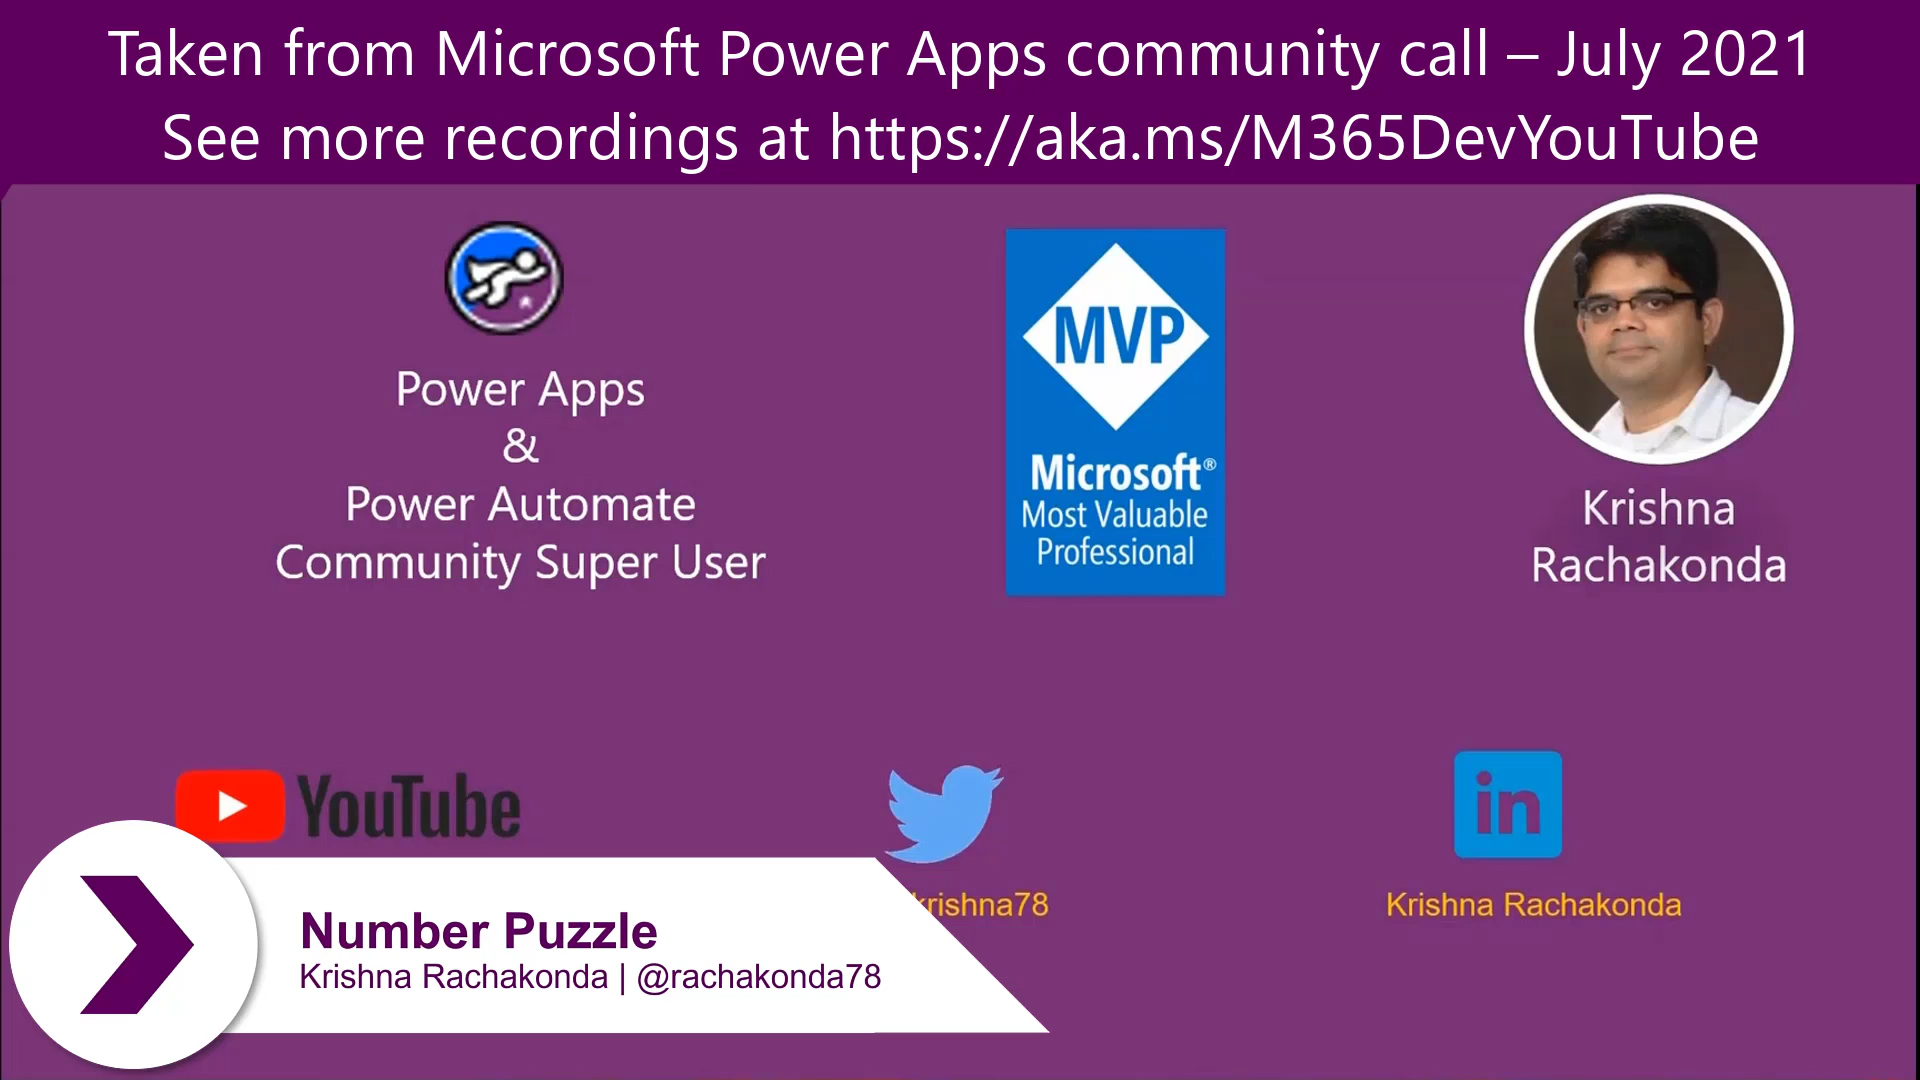 Taken from Microsoft Power Apps community call – July 2021
See more recordings at https://aka.ms/M365DevYouTube
Power Apps
&
Power Automate
Community Super User
MVP
Microsoft®
Most Valuable
Professional
Krishna
Rachakonda
YouTube
in
krishna78
Krishna Rachakonda
Number Puzzle
Krishna Rachakonda | @rachakonda78